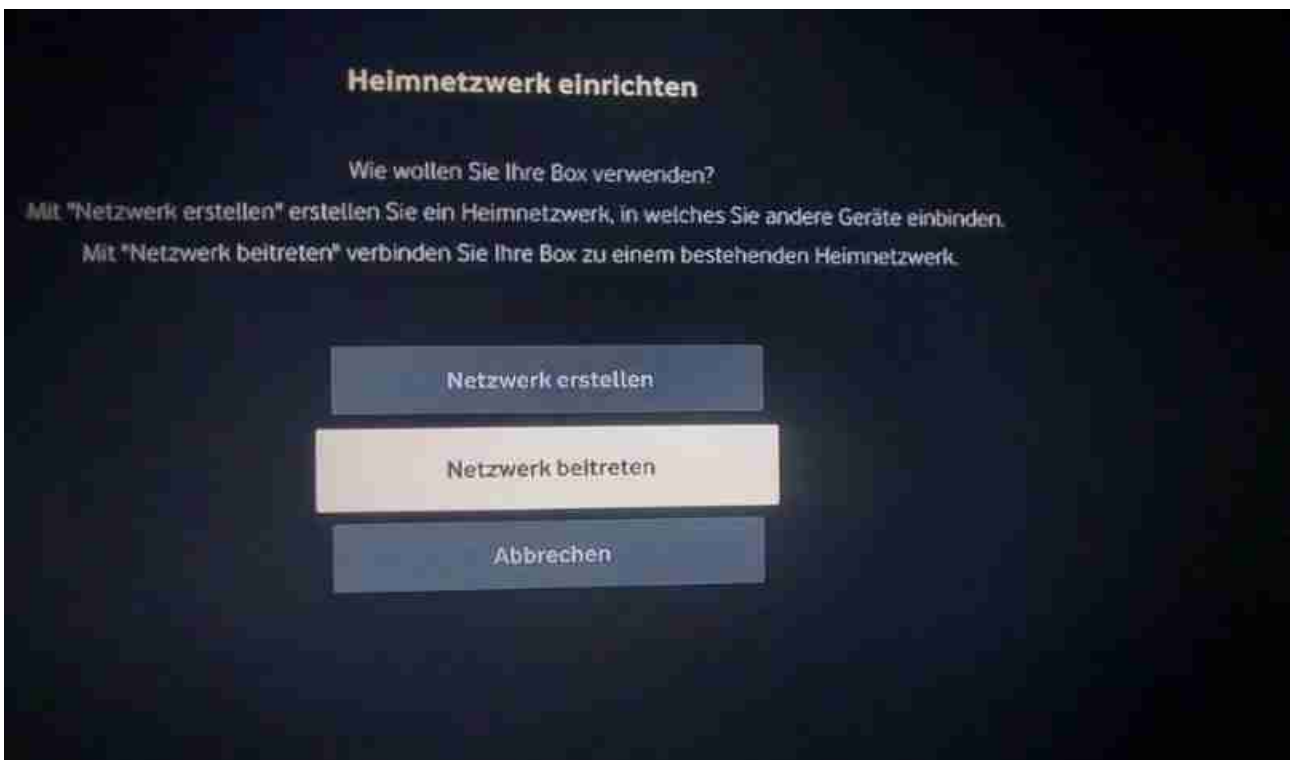 Heimnetzwerk einrichten
Wie wollen Sie Ihre Box verwenden?
Mit "Netzwerk erstellen" erstellen Sie ein Heimnetzwerk, in welches Sie andere Geräte einbinden.
Mit "Netzwerk beitreten" verbinden Sie Ihre Box zu einem bestehenden Heimnetzwerk.
Netzwerk erstellen
Netzwerk beitreten
Abbrechen